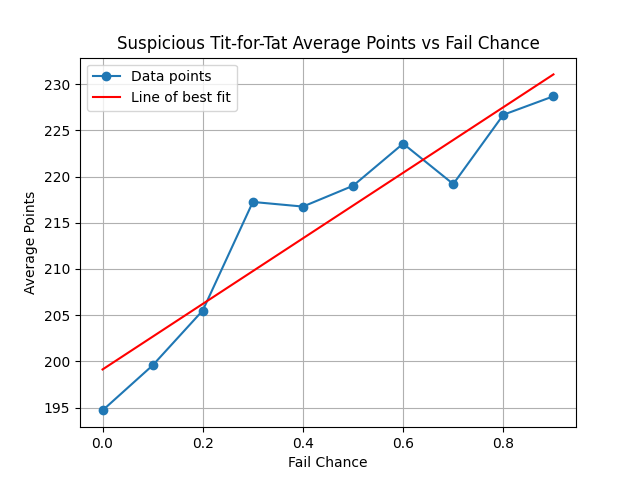 Suspicious Tit-for-Tat Average Points vs Fail Chance
Data points
Line of best fit
230
225
220
215
210
205
200
195
Average Points
0.0 0.2 0.4 0.6 0.8
Fail Chance